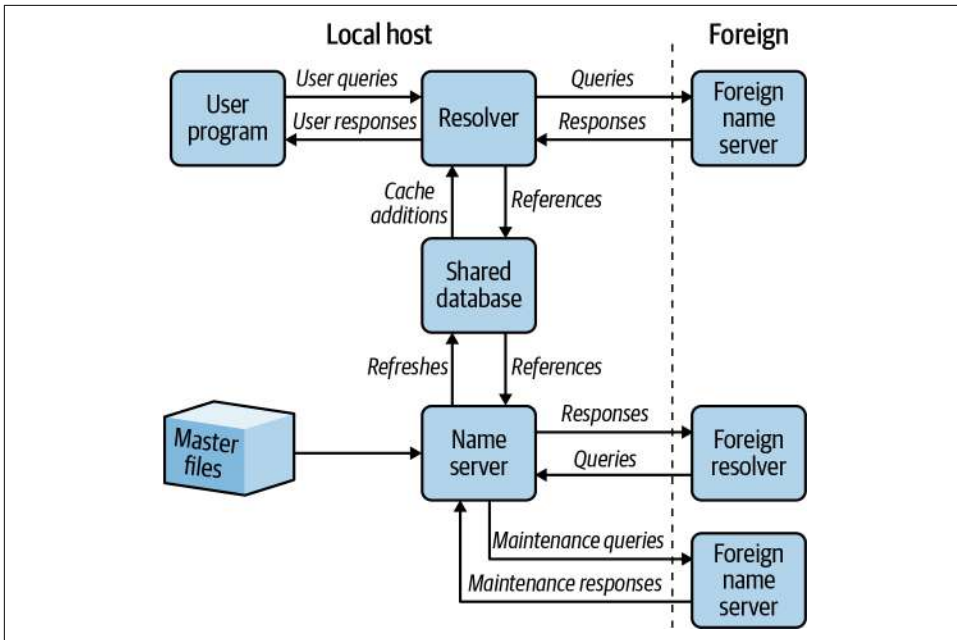 Local host
Foreign
User queries
Queries
User
program
Resolver
Foreign
name
server
User responses
Responses
Cache
additions
References
Shared
database
Refreshes
References
Responses
Master
files
Name
server
Foreign
resolver
Queries
Maintenance queries
Foreign
name
server
Maintenance responses